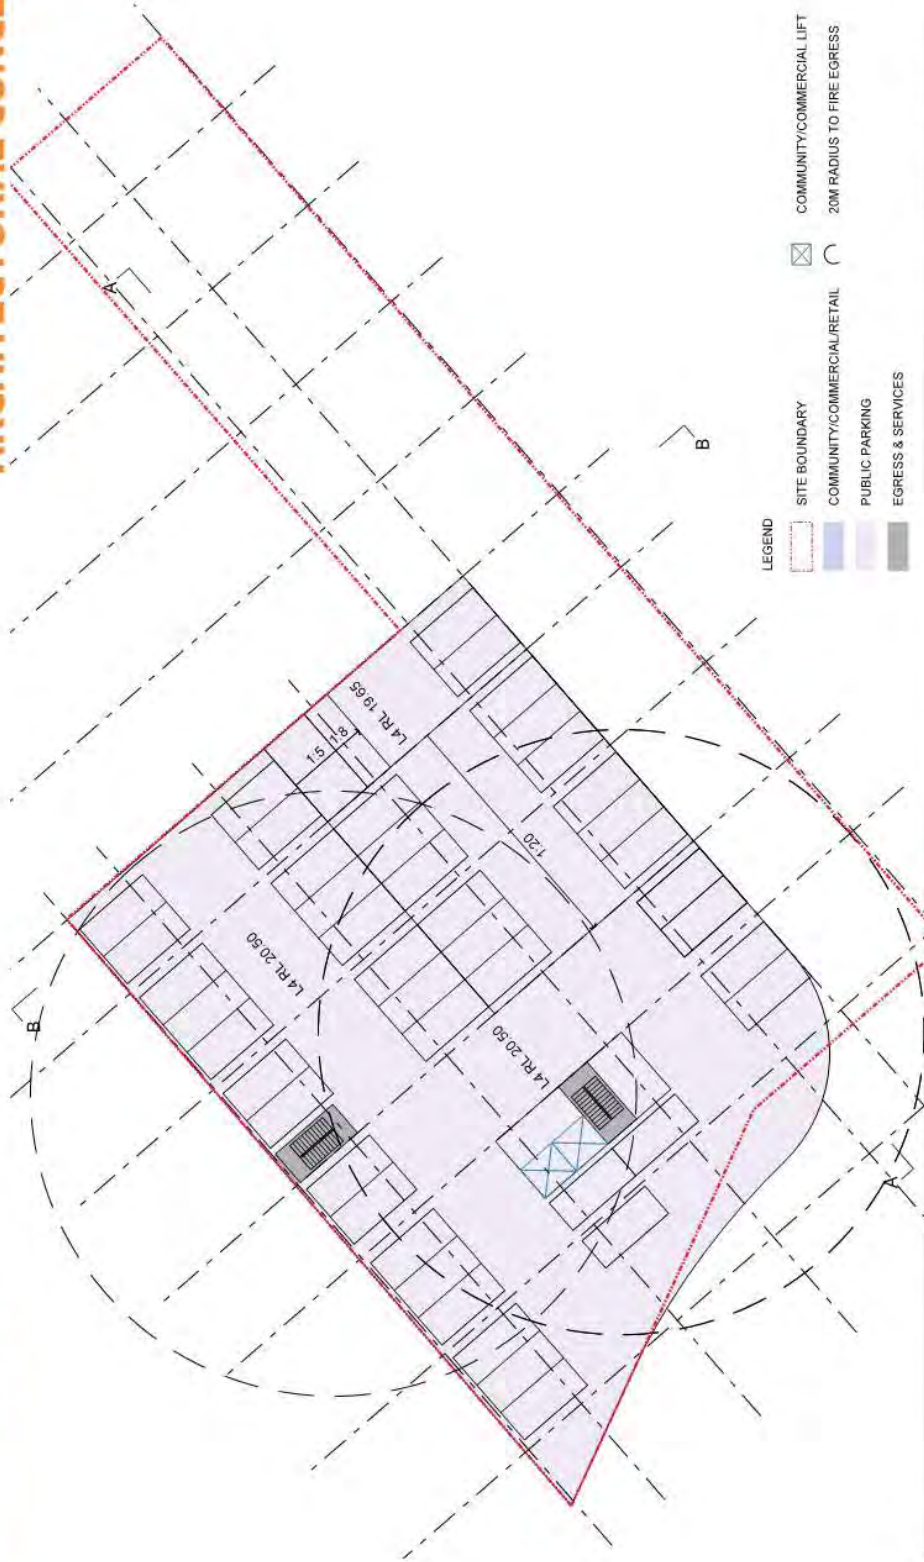 A
B
1:5
1:8
L4 RL 19.65
1:20
L4 RL 20.50
L4 RL 20.50
B
A
LEGEND
SITE BOUNDARY
COMMUNITY/COMMERCIAL/RETAIL
PUBLIC PARKING
EGRESS & SERVICES
COMMUNITY/COMMERCIAL LIFT
20M RADIUS TO FIRE EGRESS